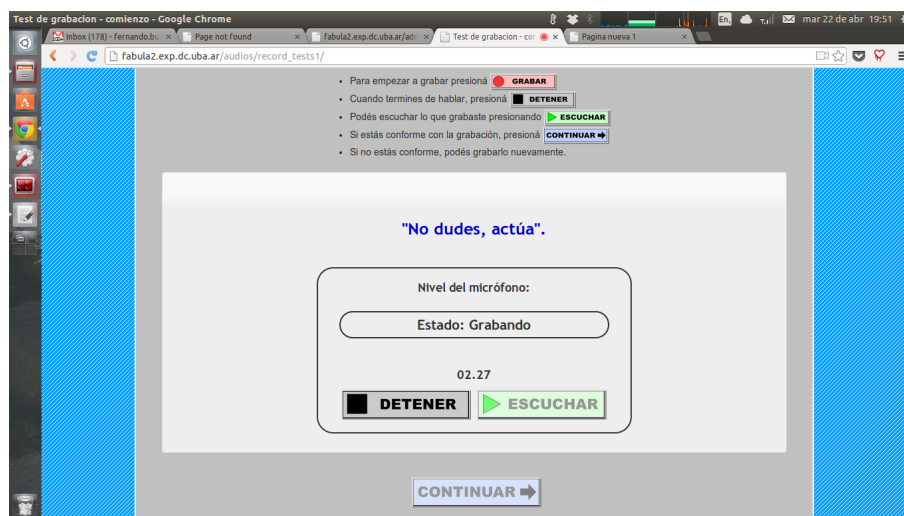 Test de grabacion - comienzo - Google Chrome
En mar 22 de abr 19:51
Inbox (178) - Fernando.bu
Page not found
fabula2.exp.dc.uba.ar/adm
Test de grabacion - cor
Pagina nueva 1
fabula2.exp.dc.uba.ar/audios/record_tests1/
• Para empezar a grabar presioná GRABAR
• Cuando termines de hablar, presioná DETENER
• Podés escuchar lo que grabaste presionando ESCUCHAR
• Si estás conforme con la grabación, presioná CONTINUAR
• Si no estás conforme, podés grabarlo nuevamente.
"No dudes, actúa".
Nivel del micrófono:
Estado: Grabando
02.27
DETENER ESCUCHAR
CONTINUAR